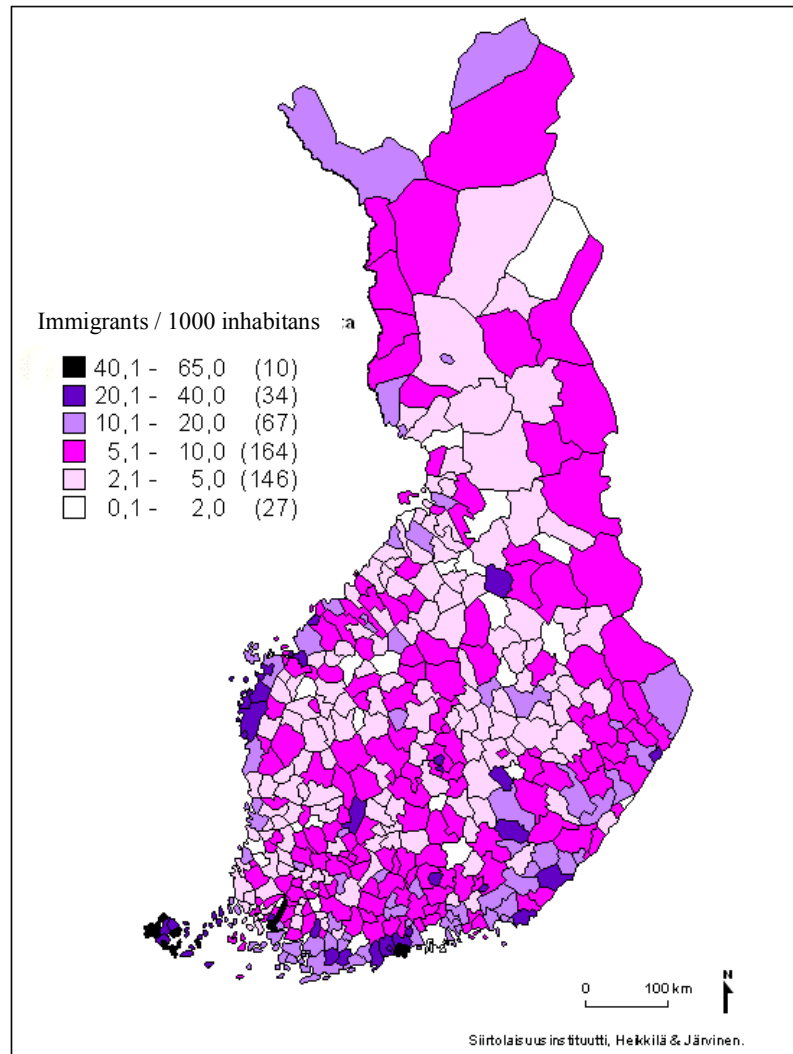 Immigrants / 1000 inhabitans :a
40,1 - 65,0 (10)
20,1 - 40,0 (34)
10,1 - 20,0 (67)
5,1 - 10,0 (164)
2,1 - 5,0 (146)
0,1 - 2,0 (27)
N
0 100 km
Siirtolaisuusinstituutti, Heikkilä & Järvinen.